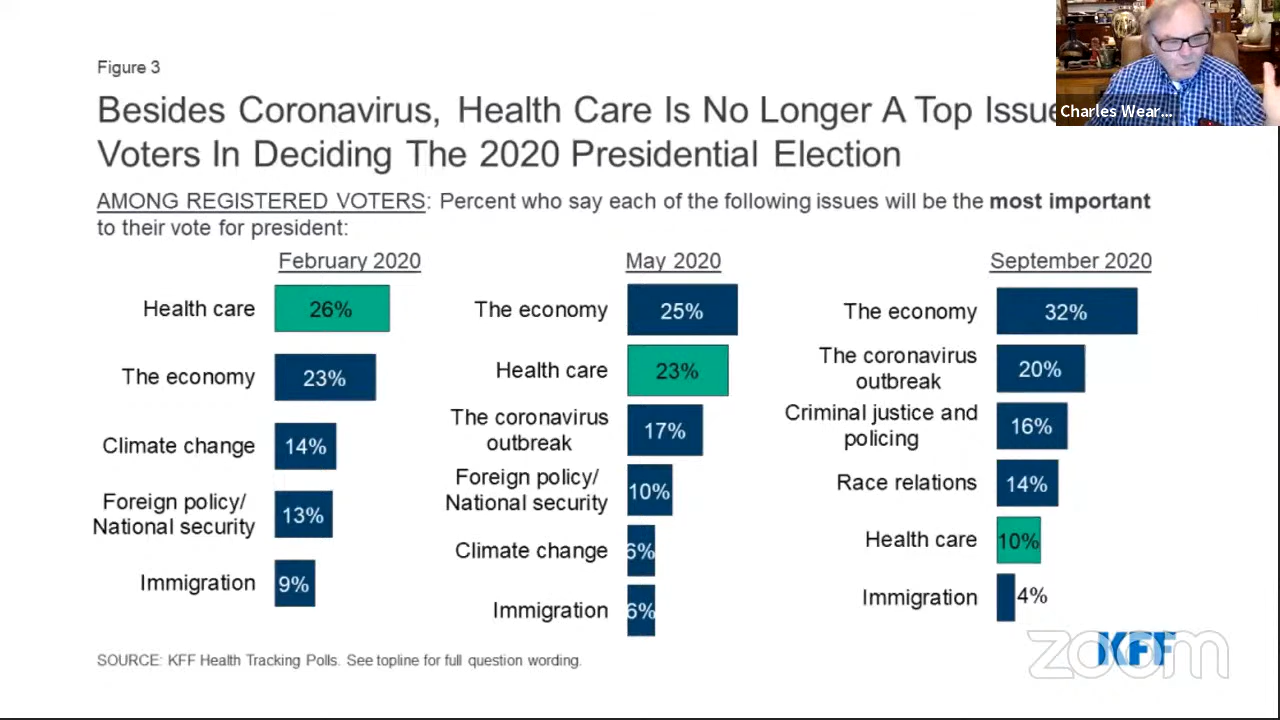 Figure 3
Besides Coronavirus, Health Care Is No Longer A Top Issue
Voters In Deciding The 2020 Presidential Election
Charles Wear...
AMONG REGISTERED VOTERS: Percent who say each of the following issues will be the most important
to their vote for president:
February 2020
Health care 26%
The economy 23%
Climate change 14%
Foreign policy/
National security 13%
Immigration 9%
May 2020
The economy 25%
Health care 23%
The coronavirus
outbreak 17%
Foreign policy/
National security 10%
Climate change 6%
Immigration 6%
September 2020
The economy 32%
The coronavirus
outbreak 20%
Criminal justice and
policing 16%
Race relations 14%
Health care 10%
Immigration 4%
SOURCE: KFF Health Tracking Polls. See topline for full question wording.
KFF
zoom